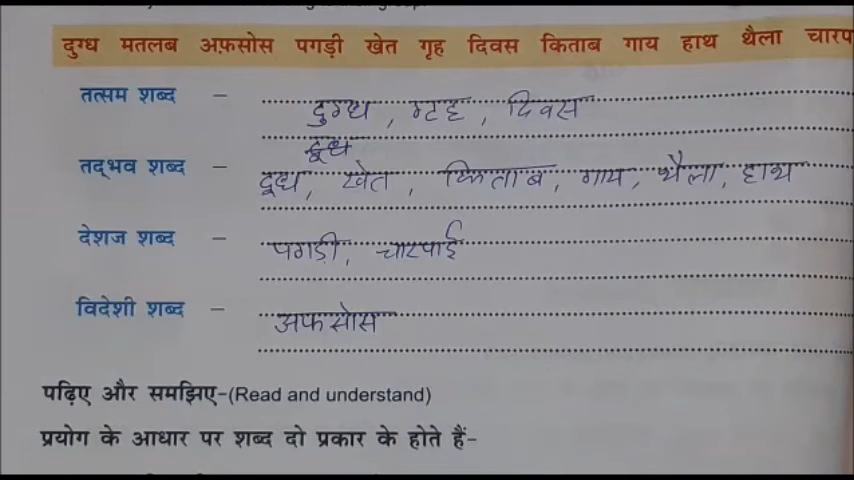 दुग्ध मतलब अफ़सोस पगड़ी खेत गृह दिवस किताब गाय हाथ थैला चारप
तत्सम शब्द – दुग्ध , गृह , दिवस
दूध
तद्भव शब्द – दूध, खेत , किताब, गाय, थैला, हाथ
देशज शब्द – पगड़ी, चारपाई
विदेशी शब्द – अफसोस
पढ़िए और समझिए-(Read and understand)
प्रयोग के आधार पर शब्द दो प्रकार के होते हैं-